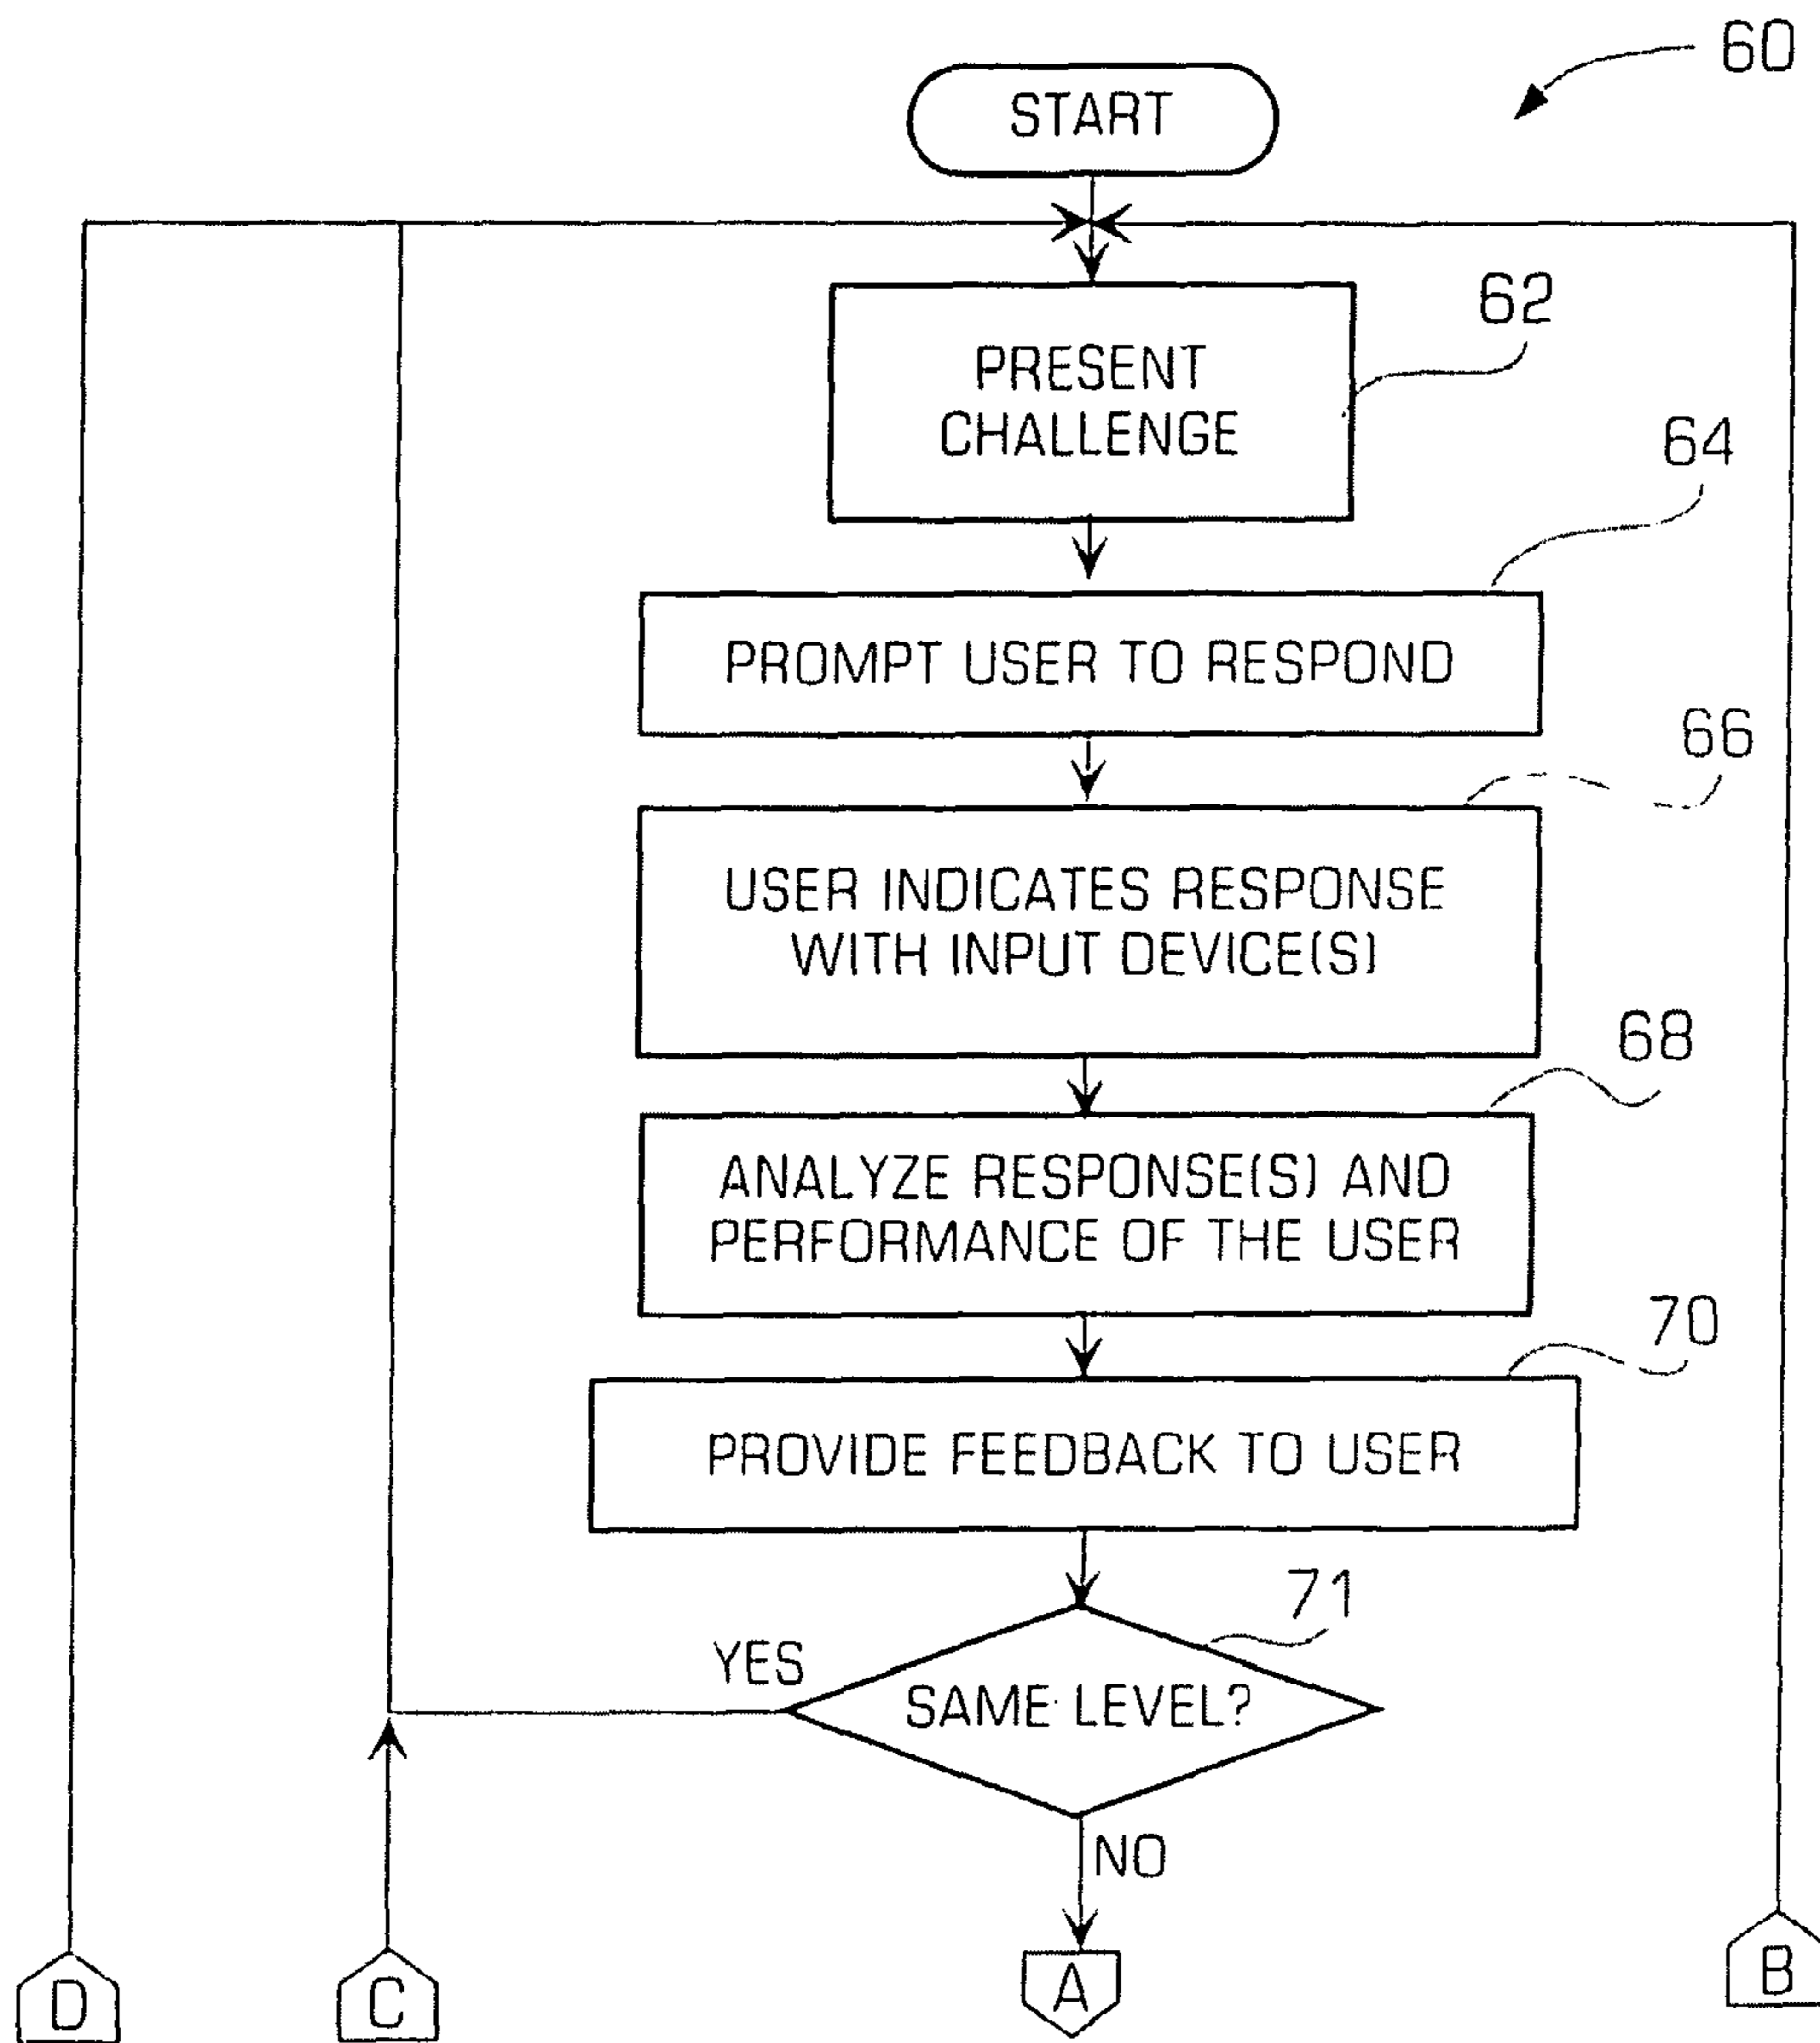 60
START
62
PRESENT
CHALLENGE
64
PROMPT USER TO RESPOND
66
USER INDICATES RESPONSE
WITH INPUT DEVICE(S)
68
ANALYZE RESPONSE(S) AND
PERFORMANCE OF THE USER
70
PROVIDE FEEDBACK TO USER
71
YES
SAME LEVEL?
NO
D
C
A
B